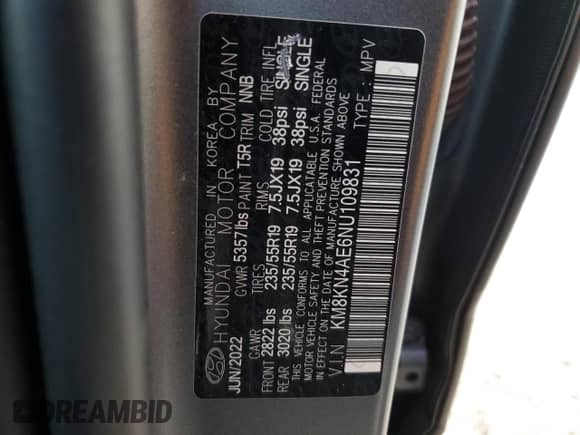 MANUFACTURED IN KOREA BY
HYUNDAI MOTOR COMPANY
JUN/2022 GVWR 5357lbs PAINT T5R TRIM NNB
GAWR TIRES RIMS COLD TIRE INFL
FRONT 2822 lbs 235/55R19 7.5JX19 38psi SINGLE
REAR 3020 lbs 235/55R19 7.5JX19 38psi SINGLE
THIS VEHICLE CONFORMS TO ALL APPLICABLE U.S.A. FEDERAL
MOTOR VEHICLE SAFETY AND THEFT PREVENTION STANDARDS
IN EFFECT ON THE DATE OF MANUFACTURE SHOWN ABOVE
V.I.N KM8KN4AE6NU109831 TYPE : MPV
DREAMBID